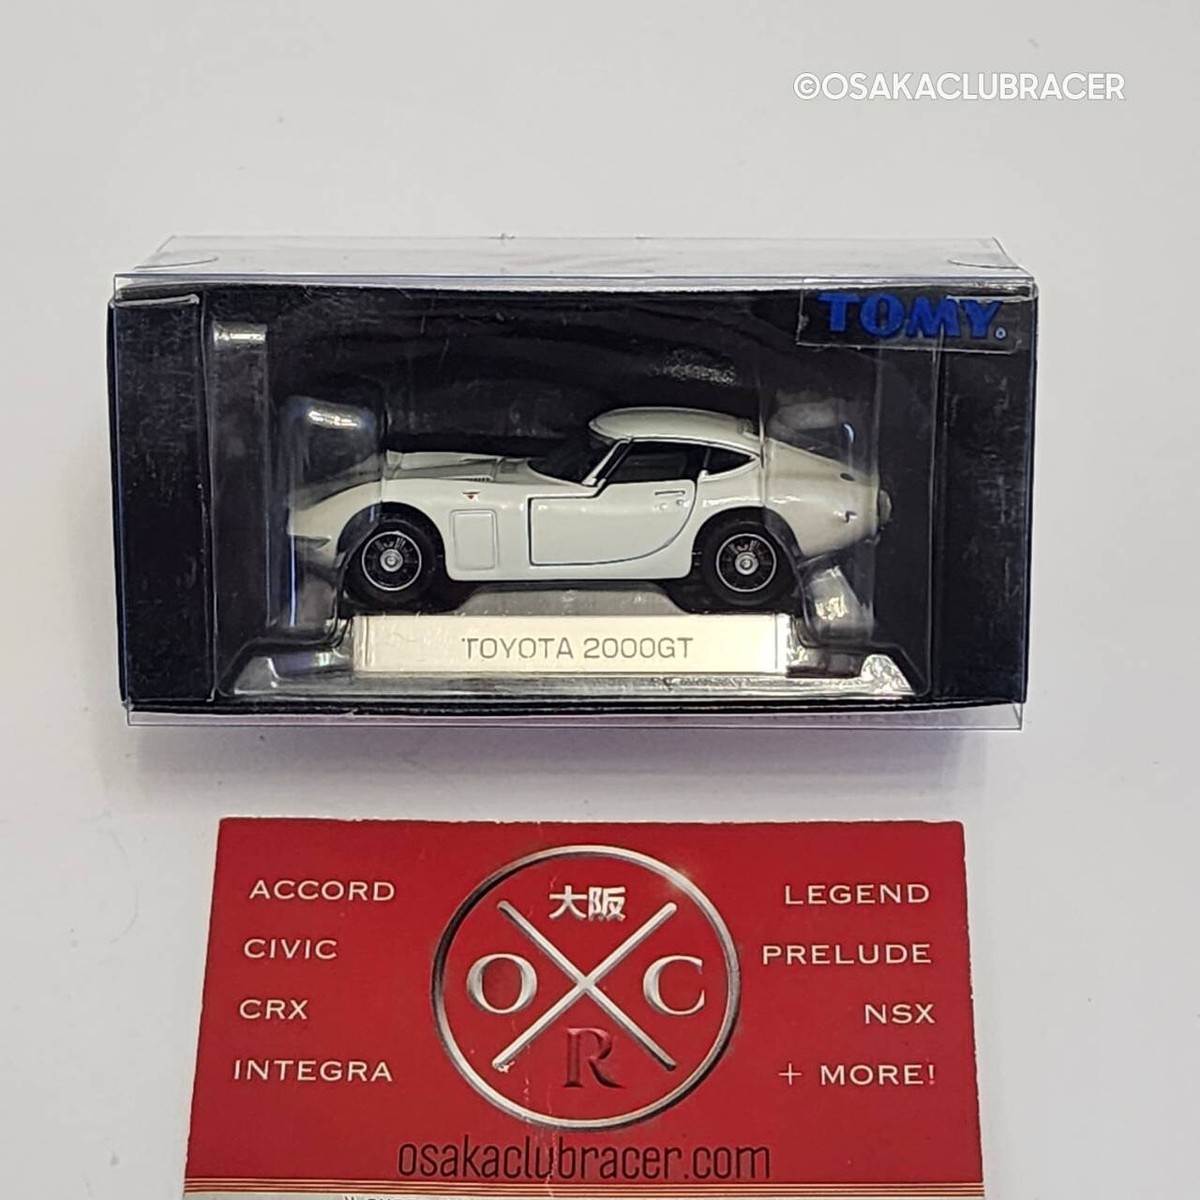 ©OSAKACLUBRACER
TOMY.
TOYOTA 2000GT
ACCORD
CIVIC
CRX
INTEGRA
大阪
O C
R
LEGEND
PRELUDE
NSX
+ MORE!
osakaclubracer.com